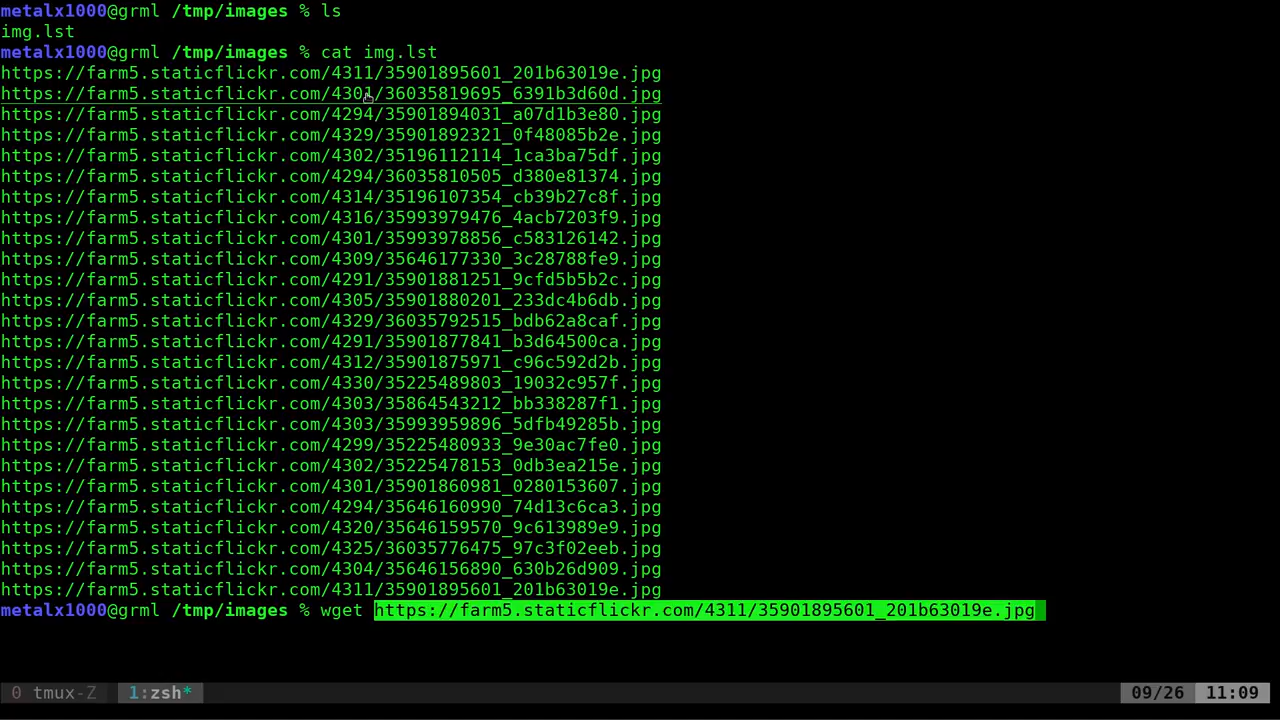 metalx1000@grml /tmp/images % ls
img.lst
metalx1000@grml /tmp/images % cat img.lst
https://farm5.staticflickr.com/4311/35901895601_201b63019e.jpg
https://farm5.staticflickr.com/4301/36035819695_6391b3d60d.jpg
https://farm5.staticflickr.com/4294/35901894031_a07d1b3e80.jpg
https://farm5.staticflickr.com/4329/35901892321_0f48085b2e.jpg
https://farm5.staticflickr.com/4302/35196112114_1ca3ba75df.jpg
https://farm5.staticflickr.com/4294/36035810505_d380e81374.jpg
https://farm5.staticflickr.com/4314/35196107354_cb39b27c8f.jpg
https://farm5.staticflickr.com/4316/35993979476_4acb7203f9.jpg
https://farm5.staticflickr.com/4301/35993978856_c583126142.jpg
https://farm5.staticflickr.com/4309/35646177330_3c28788fe9.jpg
https://farm5.staticflickr.com/4291/35901881251_9cfd5b5b2c.jpg
https://farm5.staticflickr.com/4305/35901880201_233dc4b6db.jpg
https://farm5.staticflickr.com/4329/36035792515_bdb62a8caf.jpg
https://farm5.staticflickr.com/4291/35901877841_b3d64500ca.jpg
https://farm5.staticflickr.com/4312/35901875971_c96c592d2b.jpg
https://farm5.staticflickr.com/4330/35225489803_19032c957f.jpg
https://farm5.staticflickr.com/4303/35864543212_bb338287f1.jpg
https://farm5.staticflickr.com/4303/35993959896_5dfb49285b.jpg
https://farm5.staticflickr.com/4299/35225480933_9e30ac7fe0.jpg
https://farm5.staticflickr.com/4302/35225478153_0db3ea215e.jpg
https://farm5.staticflickr.com/4301/35901860981_0280153607.jpg
https://farm5.staticflickr.com/4294/35646160990_74d13c6ca3.jpg
https://farm5.staticflickr.com/4320/35646159570_9c613989e9.jpg
https://farm5.staticflickr.com/4325/36035776475_97c3f02eeb.jpg
https://farm5.staticflickr.com/4304/35646156890_630b26d909.jpg
https://farm5.staticflickr.com/4311/35901895601_201b63019e.jpg
metalx1000@grml /tmp/images % wget https://farm5.staticflickr.com/4311/35901895601_201b63019e.jpg
0 tmux-Z 1:zsh* 09/26 11:09